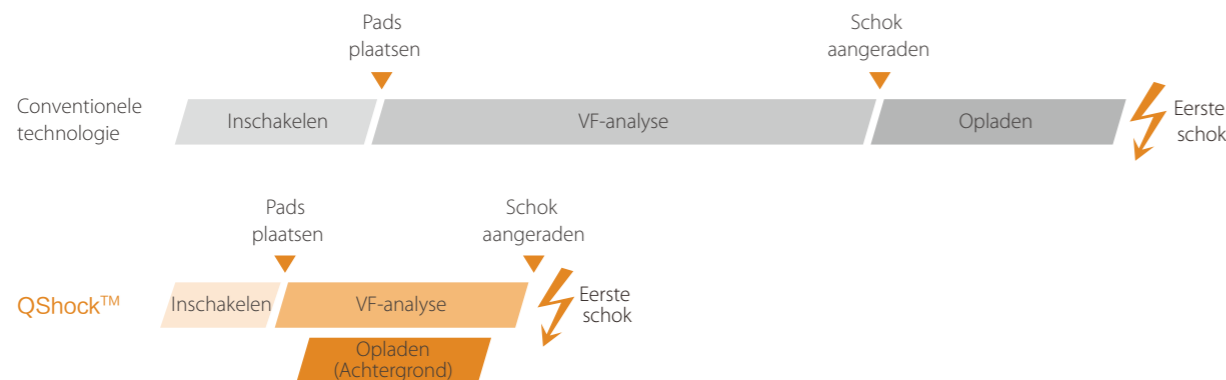 Pads
plaatsen
Schok
aangeraden
Conventionele
technologie
Inschakelen
VF-analyse
Opladen
Eerste
schok
Pads
plaatsen
Schok
aangeraden
QShock™
Inschakelen
VF-analyse
Eerste
schok
Opladen
(Achtergrond)